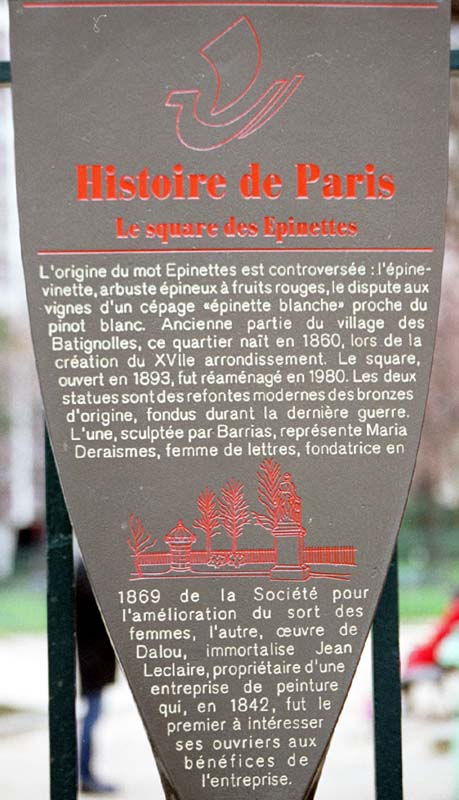 Histoire de Paris
Le square des Epinettes
L'origine du mot Epinettes est controversée : l'épine-
vinette, arbuste épineux à fruits rouges, le dispute aux
vignes d'un cépage «épinette blanche» proche du
pinot blanc. Ancienne partie du village des
Batignolles, ce quartier naît en 1860, lors de la
création du XVIIe arrondissement. Le square,
ouvert en 1893, fut réaménagé en 1980. Les deux
statues sont des refontes modernes des bronzes
d'origine, fondus durant la dernière guerre.
L'une, sculptée par Barrias, représente Maria
Deraismes, femme de lettres, fondatrice en
1869 de la Société pour
l'amélioration du sort des
femmes, l'autre, œuvre de
Dalou, immortalise Jean
Leclaire, propriétaire d'une
entreprise de peinture
qui, en 1842, fut le
premier à intéresser
ses ouvriers aux
bénéfices de
l'entreprise.